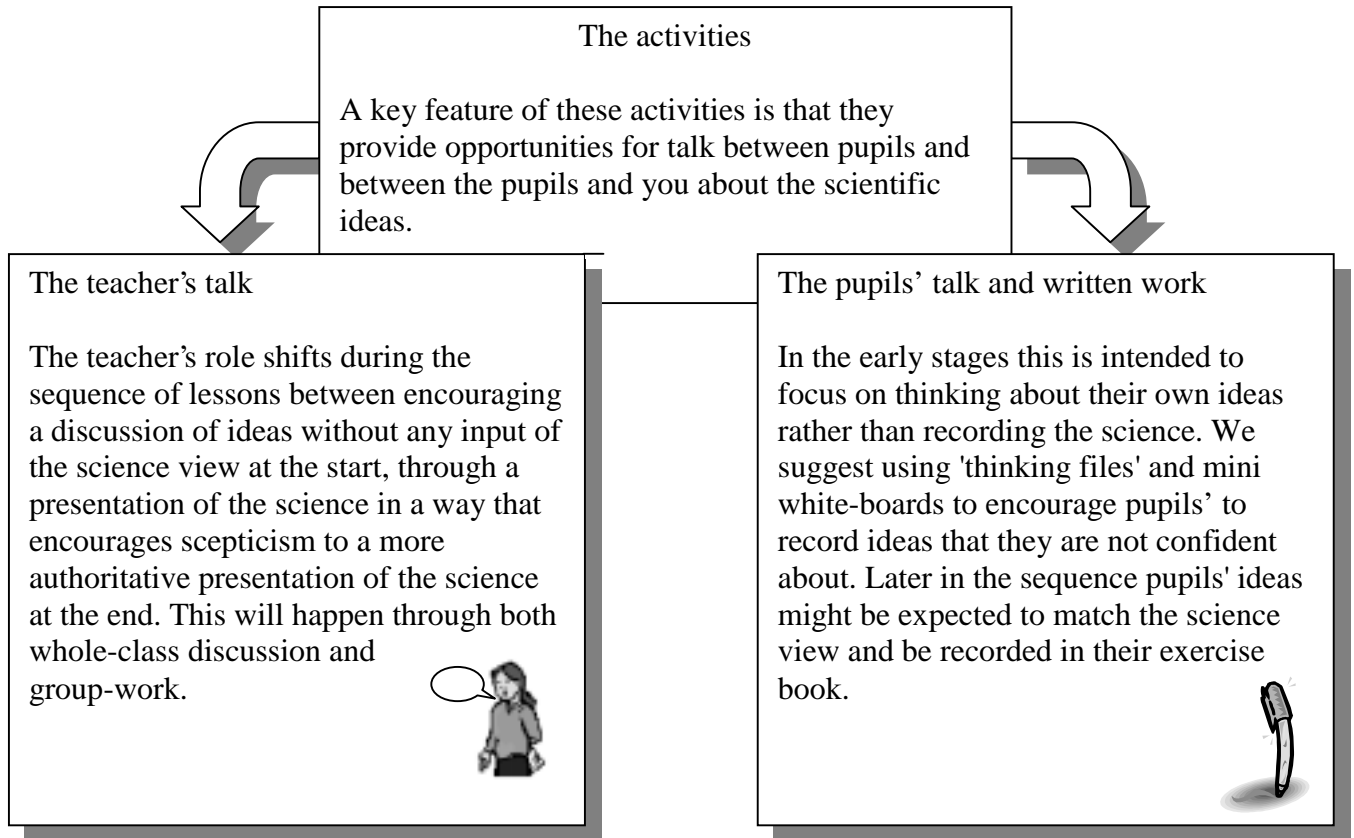 The activities
A key feature of these activities is that they
provide opportunities for talk between pupils and
between the pupils and you about the scientific
ideas.
The teacher’s talk
The teacher’s role shifts during the
sequence of lessons between encouraging
a discussion of ideas without any input of
the science view at the start, through a
presentation of the science in a way that
encourages scepticism to a more
authoritative presentation of the science
at the end. This will happen through both
whole-class discussion and
group-work.
The pupils’ talk and written work
In the early stages this is intended to
focus on thinking about their own ideas
rather than recording the science. We
suggest using 'thinking files' and mini
white-boards to encourage pupils’ to
record ideas that they are not confident
about. Later in the sequence pupils' ideas
might be expected to match the science
view and be recorded in their exercise
book.